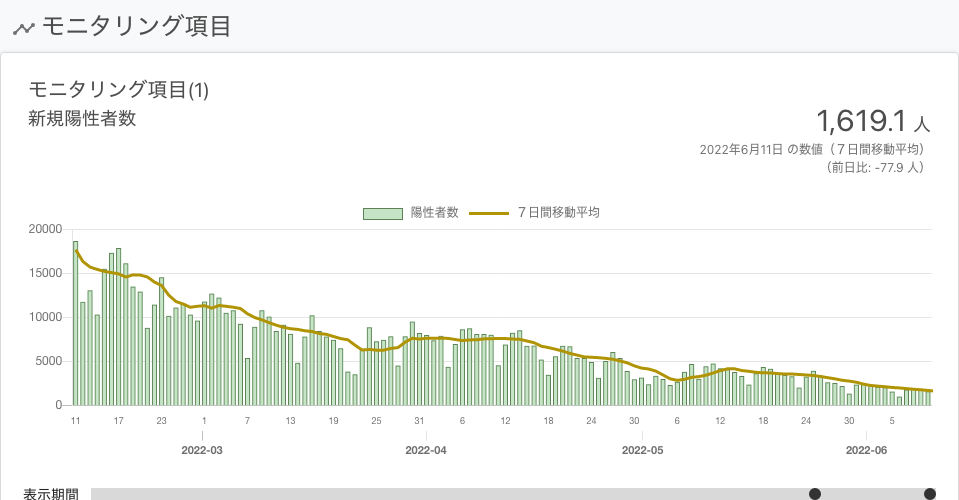 モニタリング項目
モニタリング項目(1)
新規陽性者数
1,619.1 人
2022年6月11日 の数値（７日間移動平均）
（前日比: -77.9 人）
陽性者数 ７日間移動平均
20000
15000
10000
5000
0
11 17 23 1 7 13 19 25 31 6 12 18 24 30 6 12 18 24 30 5
2022-03 2022-04 2022-05 2022-06
表示期間